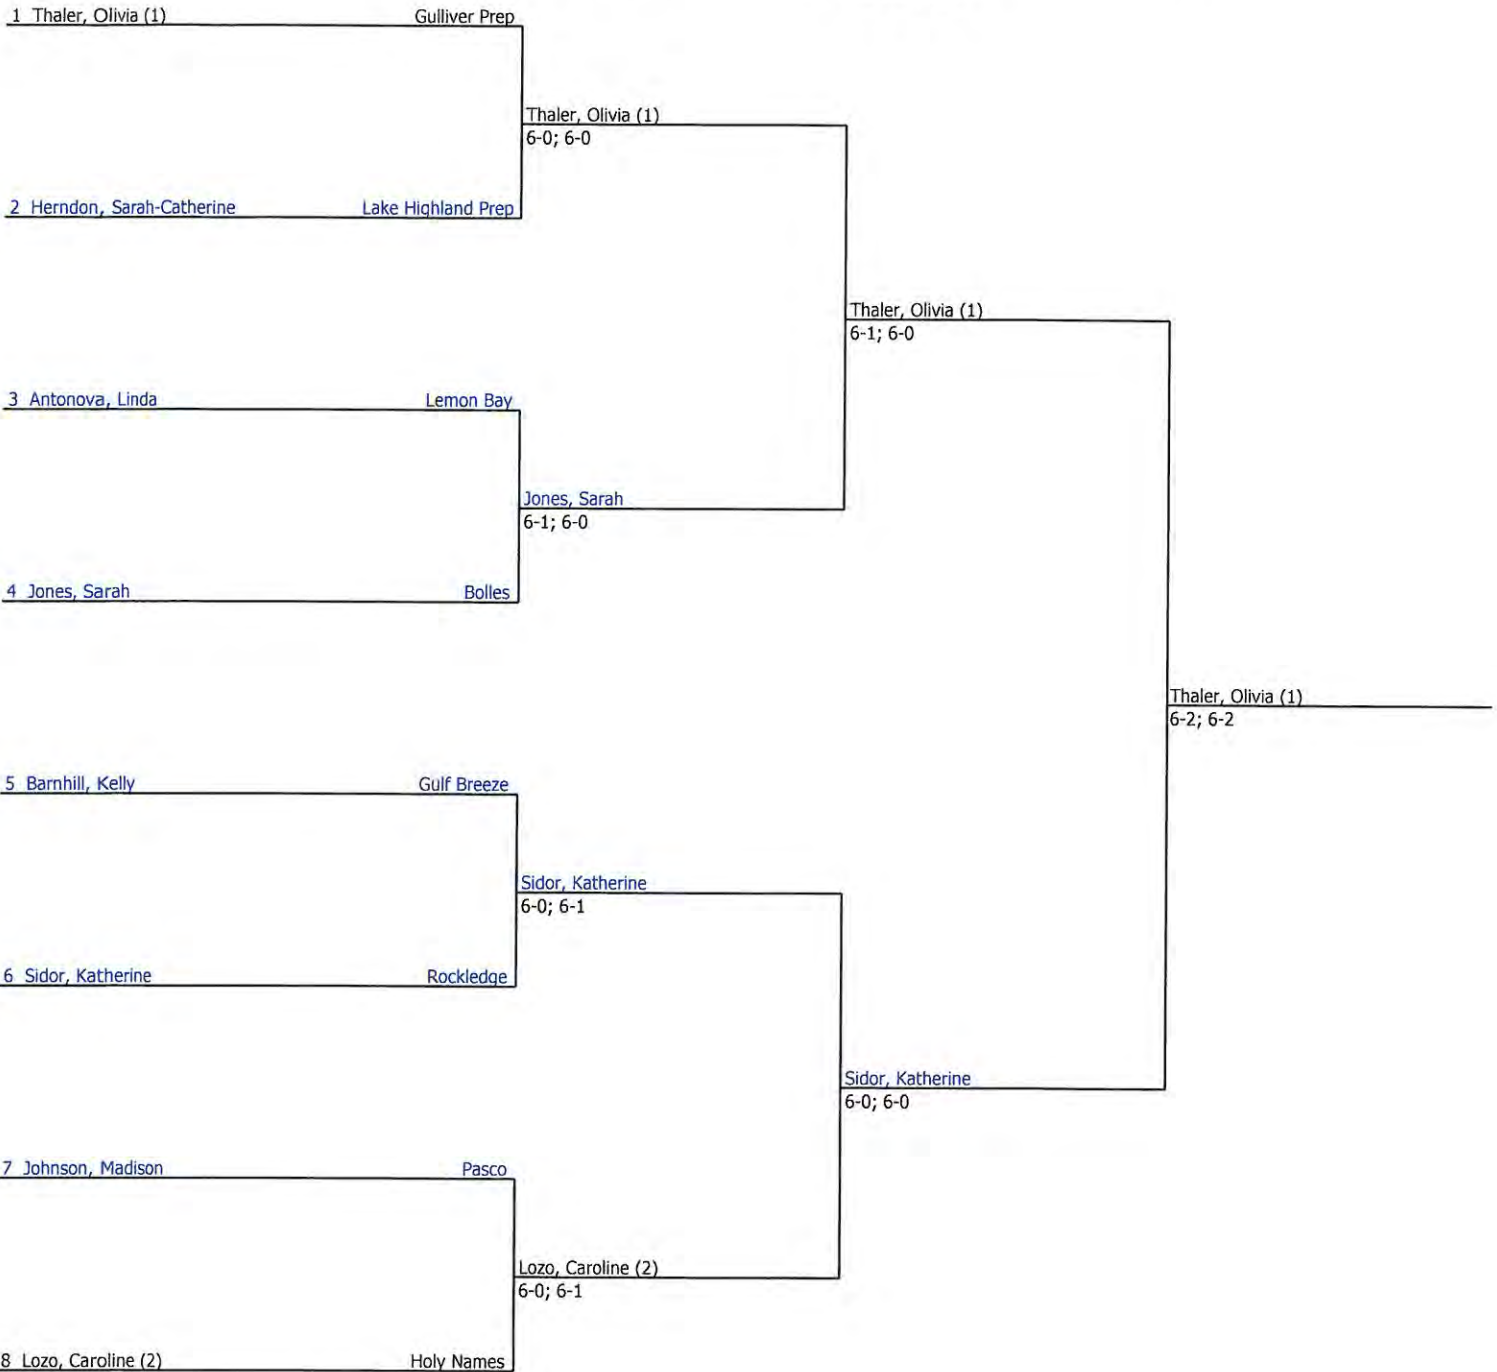 1 Thaler, Olivia (1) Gulliver Prep
Thaler, Olivia (1)
6-0; 6-0
2 Herndon, Sarah-Catherine Lake Highland Prep
Thaler, Olivia (1)
6-1; 6-0
3 Antonova, Linda Lemon Bay
Jones, Sarah
6-1; 6-0
4 Jones, Sarah Bolles
Thaler, Olivia (1)
6-2; 6-2
5 Barnhill, Kelly Gulf Breeze
Sidor, Katherine
6-0; 6-1
6 Sidor, Katherine Rockledge
Sidor, Katherine
6-0; 6-0
7 Johnson, Madison Pasco
Lozo, Caroline (2)
6-0; 6-1
8 Lozo, Caroline (2) Holy Names